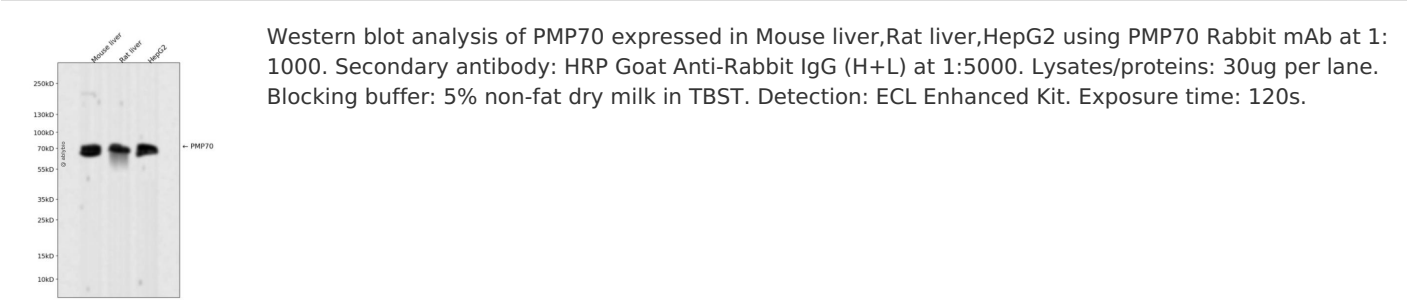 Mouse liver
Rat liver
HepG2
250kD
130kD
100kD
70kD
55kD
35kD
25kD
15kD
10kD
← PMP70
Western blot analysis of PMP70 expressed in Mouse liver,Rat liver,HepG2 using PMP70 Rabbit mAb at 1:
1000. Secondary antibody: HRP Goat Anti-Rabbit IgG (H+L) at 1:5000. Lysates/proteins: 30ug per lane.
Blocking buffer: 5% non-fat dry milk in TBST. Detection: ECL Enhanced Kit. Exposure time: 120s.